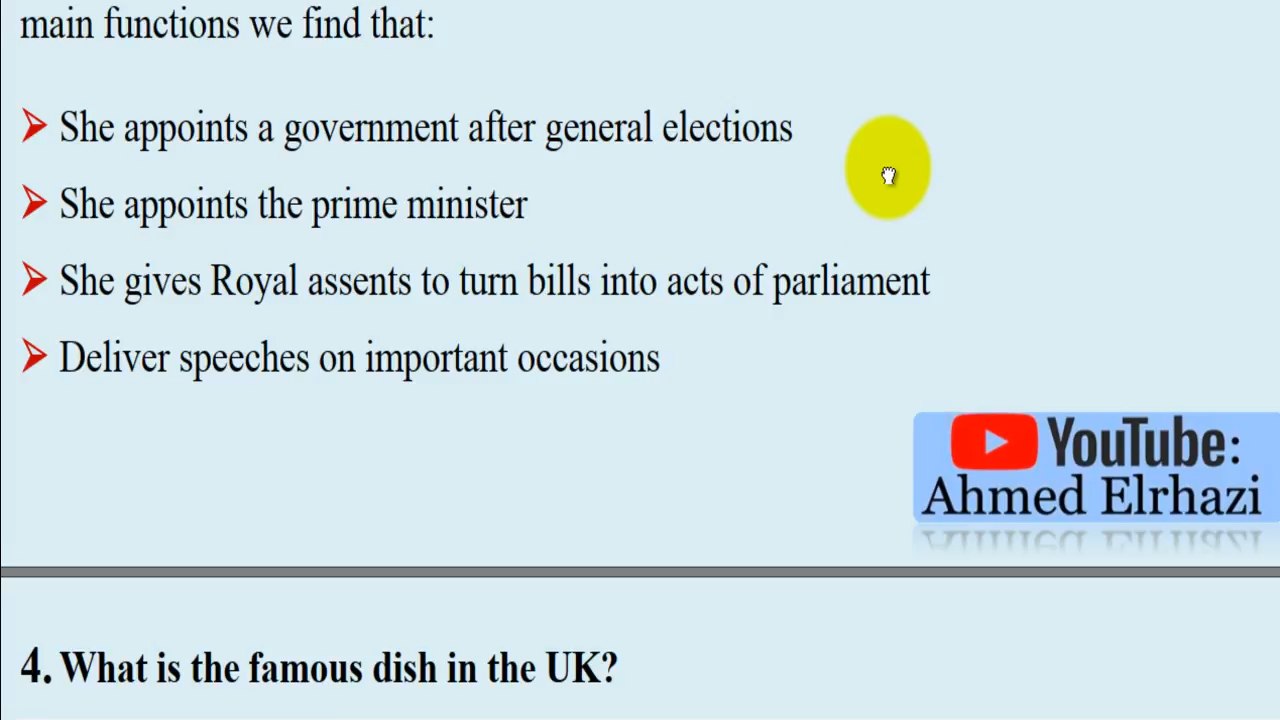 main functions we find that:
She appoints a government after general elections
She appoints the prime minister
She gives Royal assents to turn bills into acts of parliament
Deliver speeches on important occasions
YouTube:
Ahmed Elrhazi
4. What is the famous dish in the UK?